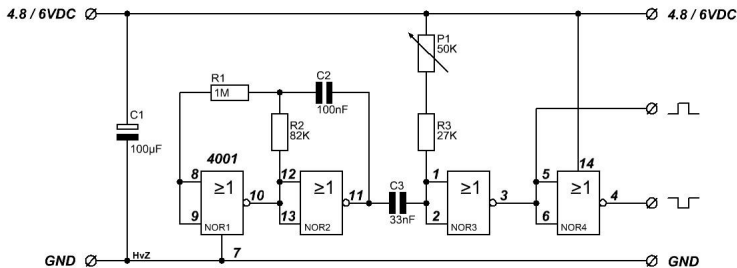 4.8 / 6VDC
4.8 / 6VDC
P1
50K
R1
1M
C2
100nF
C1
100µF
R2
82K
R3
27K
4001
14
8
≥1
10
12
≥1
11
C3
33nF
1
≥1
3
5
≥1
4
9
NOR1
13
NOR2
2
NOR3
6
NOR4
GND
HvZ
7
GND